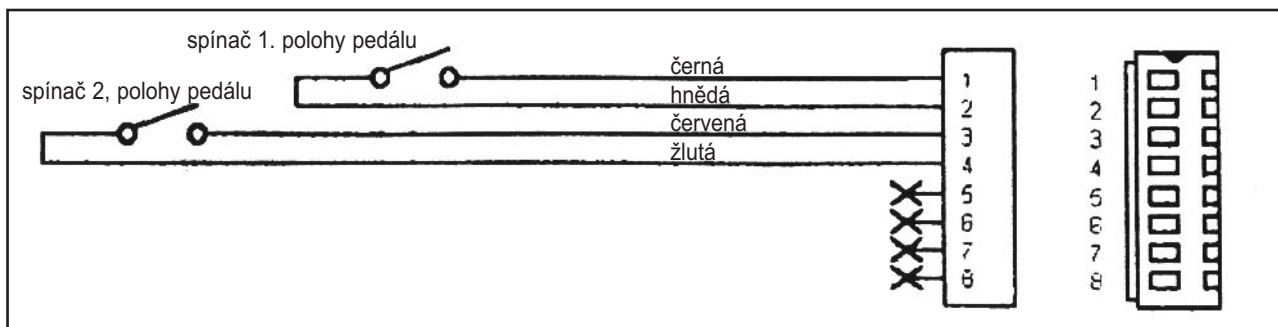 spínač 1. polohy pedálu
spínač 2, polohy pedálu
černá
hnědá
červená
žlutá
1
2
3
4
5
6
7
8
1
2
3
4
5
6
7
8